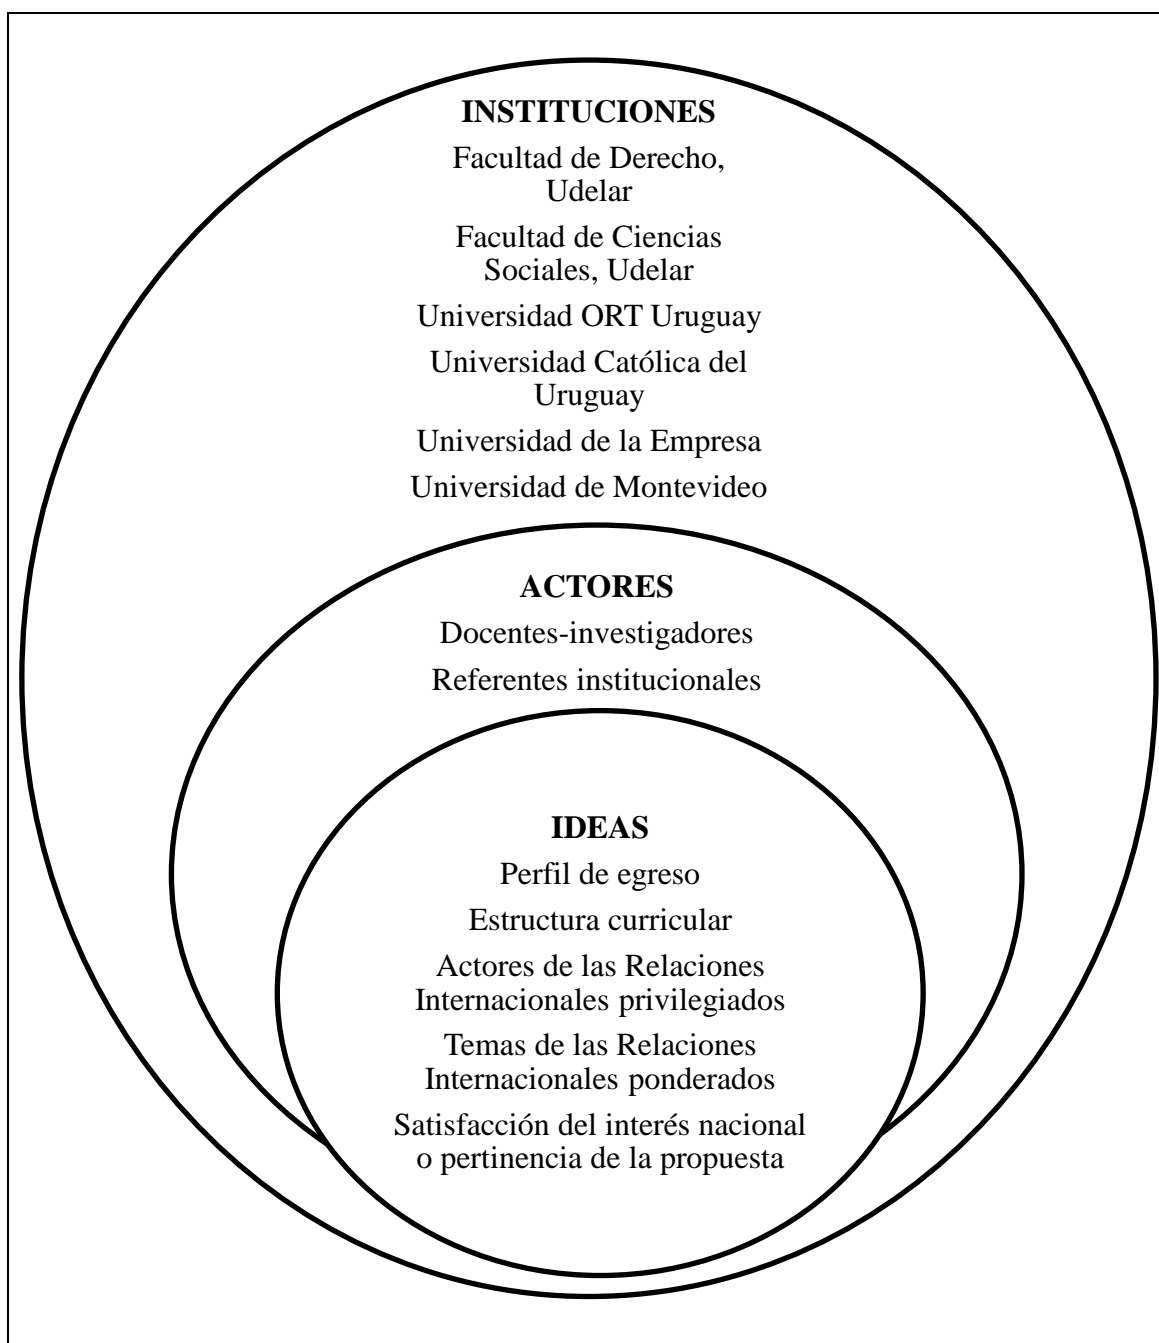 INSTITUCIONES
Facultad de Derecho,
Udelar
Facultad de Ciencias
Sociales, Udelar
Universidad ORT Uruguay
Universidad Católica del
Uruguay
Universidad de la Empresa
Universidad de Montevideo
ACTORES
Docentes-investigadores
Referentes institucionales
IDEAS
Perfil de egreso
Estructura curricular
Actores de las Relaciones
Internacionales privilegiados
Temas de las Relaciones
Internacionales ponderados
Satisfacción del interés nacional
o pertinencia de la propuesta